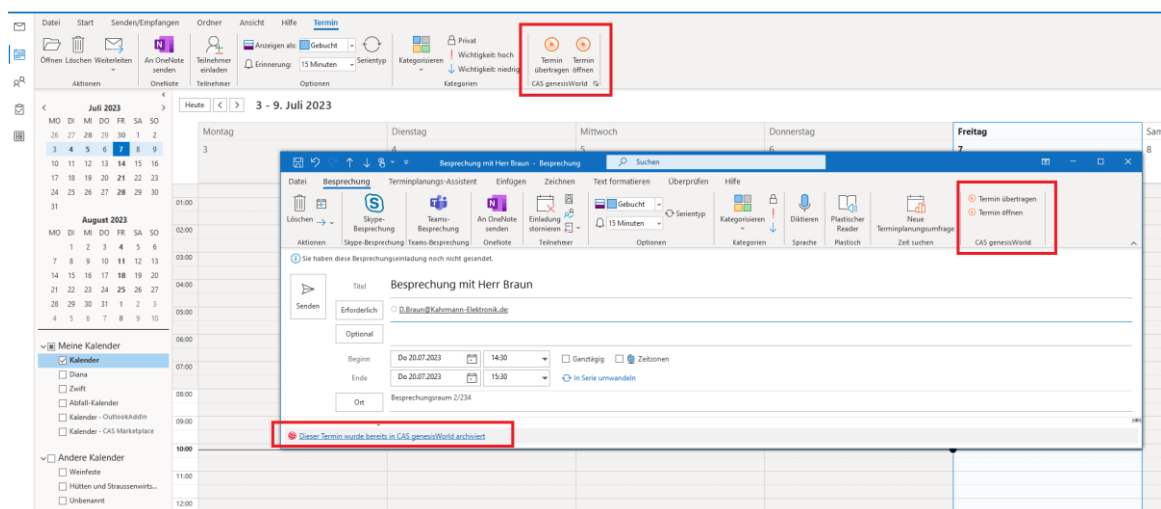 Datei Start Senden/Empfangen Ordner Ansicht Hilfe Termin
Öffnen Löschen Weiterleiten
An OneNote senden
Teilnehmer einladen
Anzeigen als: Gebucht
Erinnerung: 15 Minuten
Serientyp
Kategorisieren
Privat
Wichtigkeit: hoch
Wichtigkeit: niedrig
Termin übertragen
Termin öffnen
Aktionen OneNote Teilnehmer Optionen Kategorien CAS genesisWorld
Juli 2023
MO DI MI DO FR SA SO
26 27 28 29 30 1 2
3 4 5 6 7 8 9
10 11 12 13 14 15 16
17 18 19 20 21 22 23
24 25 26 27 28 29 30
31
August 2023
MO DI MI DO FR SA SO
1 2 3 4 5 6
7 8 9 10 11 12 13
14 15 16 17 18 19 20
21 22 23 24 25 26 27
28 29 30 31 1 2 3
4 5 6 7 8 9 10
Meine Kalender
Kalender
Diana
Zwift
Abfall-Kalender
Kalender - OutlookAddIn
Kalender - CAS Marketplace
Andere Kalender
Weinfeste
Hütten und Straussenwirts...
Unbenannt
Heute 3 - 9. Juli 2023
Montag Dienstag Mittwoch Donnerstag Freitag Sam
3 4 5 6 7 8
01:00
02:00
03:00
04:00
05:00
06:00
07:00
08:00
09:00
10:00
11:00
12:00
Besprechung mit Herr Braun - Besprechung Suchen
Datei Besprechung Terminplanungs-Assistent Einfügen Zeichnen Text formatieren Überprüfen Hilfe
Löschen
Skype-Besprechung
Teams-Besprechung
An OneNote senden
Einladung stornieren
Gebucht
15 Minuten
Serientyp
Kategorisieren
Diktieren
Plastischer Reader
Neue Terminplanungsumfrage
Termin übertragen
Termin öffnen
Aktionen Skype-Besprechung Teams-Besprechung OneNote Teilnehmer Optionen Kategorien Sprache Plastisch Zeit suchen CAS genesisWorld
Sie haben diese Besprechungseinladung noch nicht gesendet.
Senden
Titel Besprechung mit Herr Braun
Erforderlich D.Braun@Kahrmann-Elektronik.de;
Optional
Beginn Do 20.07.2023 14:30 Ganztägig Zeitzonen
Ende Do 20.07.2023 15:30 In Serie umwandeln
Ort Besprechungsraum 2/234
Dieser Termin wurde bereits in CAS genesisWorld archiviert